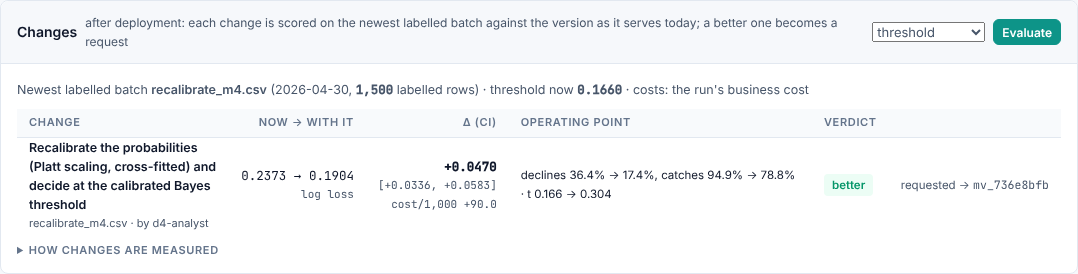 Changes
after deployment: each change is scored on the newest labelled batch against the version as it serves today; a better one becomes a
request
threshold
Evaluate
Newest labelled batch recalibrate_m4.csv (2026-04-30, 1,500 labelled rows) · threshold now 0.1660 · costs: the run's business cost
CHANGE
NOW → WITH IT
Δ (CI)
OPERATING POINT
VERDICT
Recalibrate the probabilities
(Platt scaling, cross-fitted) and
decide at the calibrated Bayes
threshold
recalibrate_m4.csv · by d4-analyst
0.2373 → 0.1904
log loss
+0.0470
[+0.0336, +0.0583]
cost/1,000 +90.0
declines 36.4% → 17.4%, catches 94.9% → 78.8%
· t 0.166 → 0.304
better
requested → mv_736e8bfb
▶ HOW CHANGES ARE MEASURED